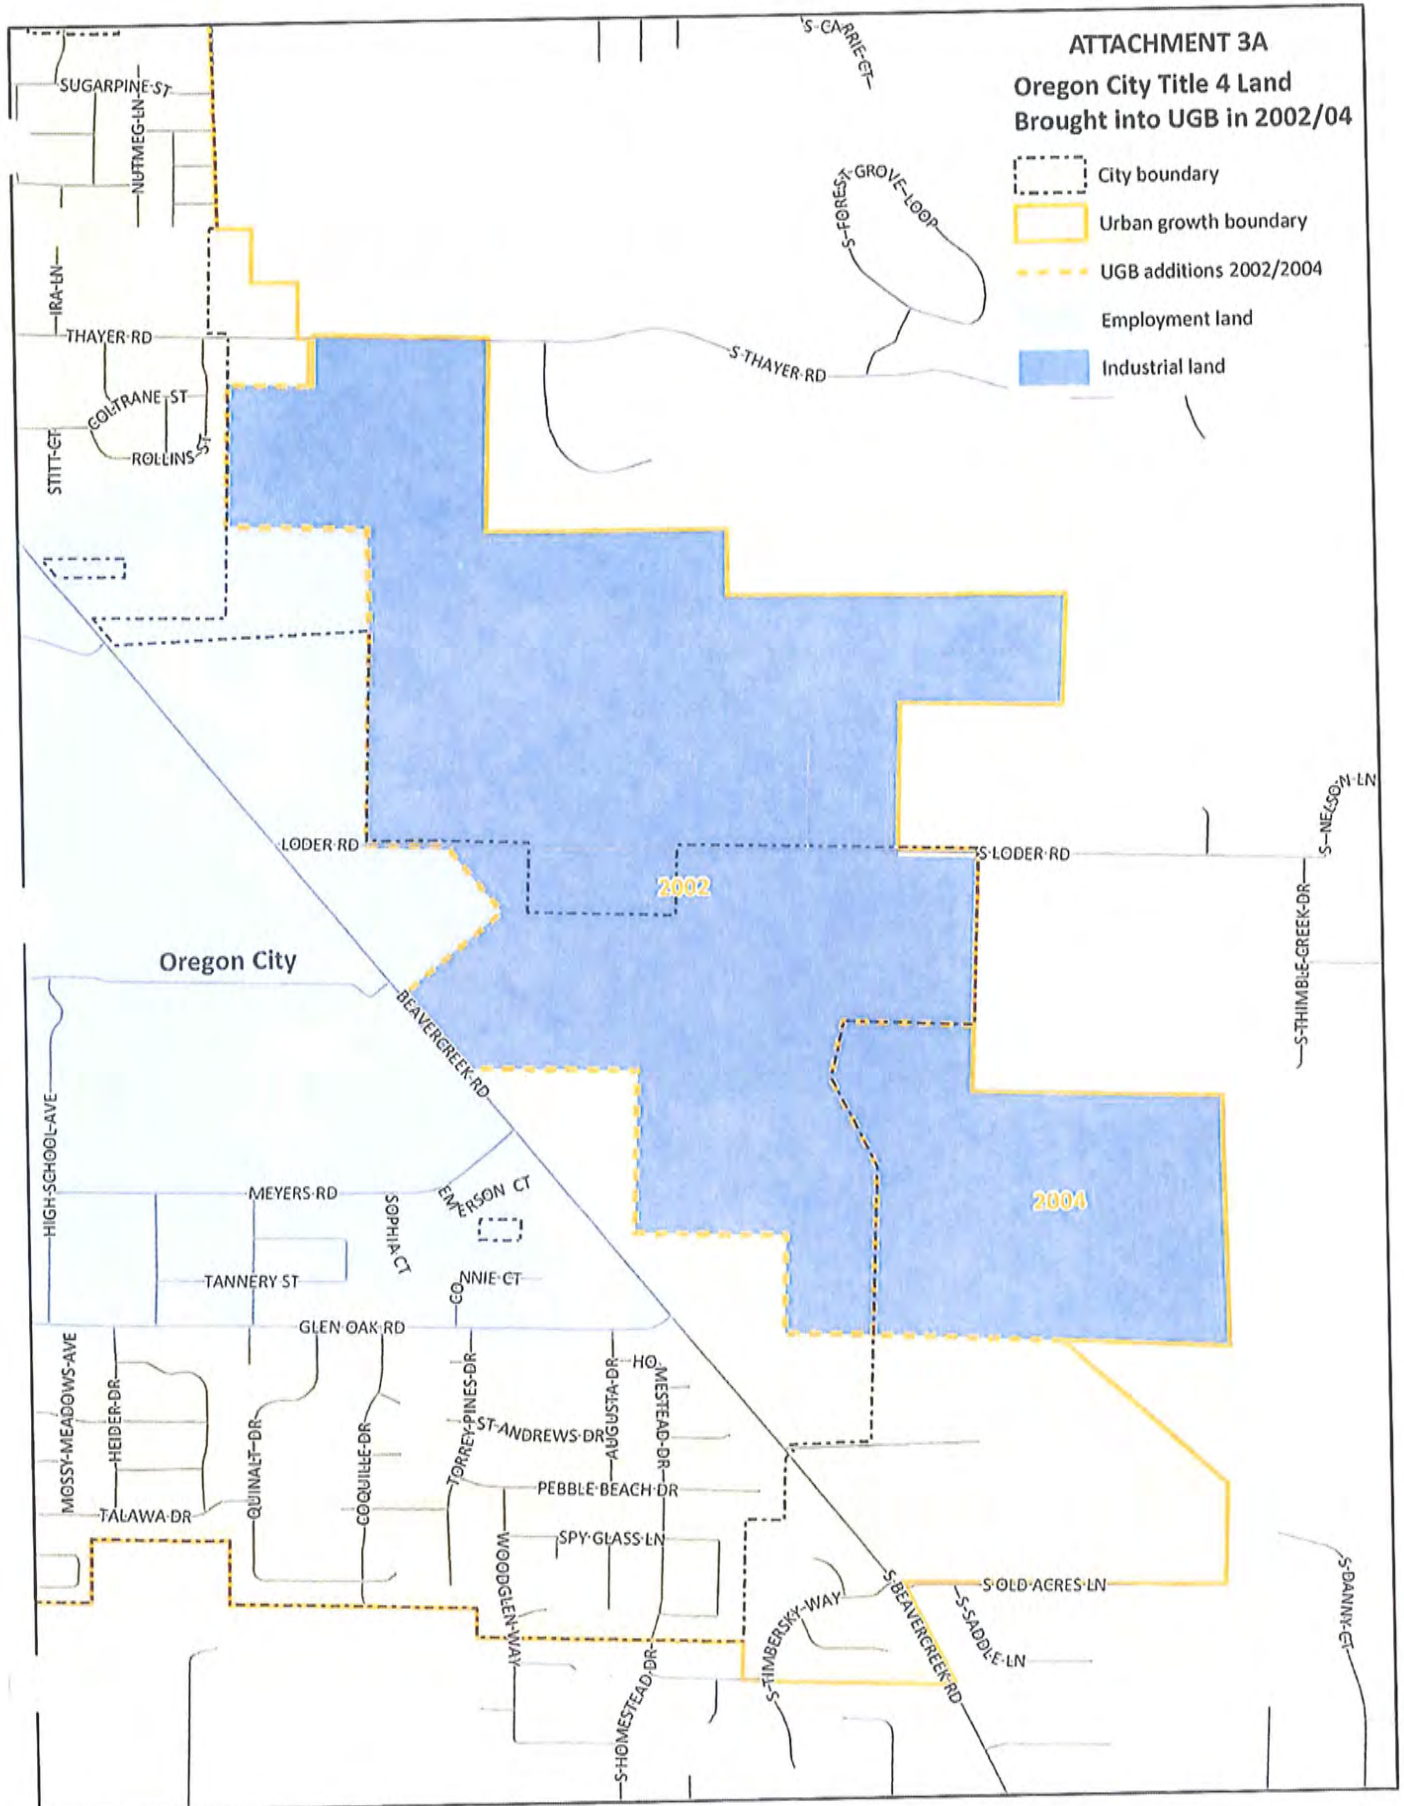 ATTACHMENT 3A
Oregon City Title 4 Land
Brought into UGB in 2002/04
City boundary
Urban growth boundary
UGB additions 2002/2004
Employment land
Industrial land
S CARRIE CT
SUGARPINE ST
NUTMEG LN
S FOREST GROVE LOOP
IRA LN
THAYER RD
S THAYER RD
COLTRANE ST
ROLLINS ST
STITT CT
S NELSON LN
LODER RD
S LODER RD
2002
S THIMBLE CREEK DR
Oregon City
BEAVERCREEK RD
HIGH SCHOOL AVE
MEYERS RD
SOPHIA CT
EMERSON CT
2004
TANNERY ST
CONNIE CT
GLEN OAK RD
MOSSY MEADOWS AVE
HEIDER DR
QUINALT DR
COQUILLE DR
TORREY PINES DR
ST ANDREWS DR
AUGUSTA DR
HOMESTEAD DR
PEBBLE BEACH DR
TALAWA DR
SPY GLASS LN
WOODGLEN WAY
S OLD ACRES LN
S BEAVERCREEK RD
S SADDLE LN
S TIMBERSKY WAY
S DANNY CT
S HOMESTEAD DR